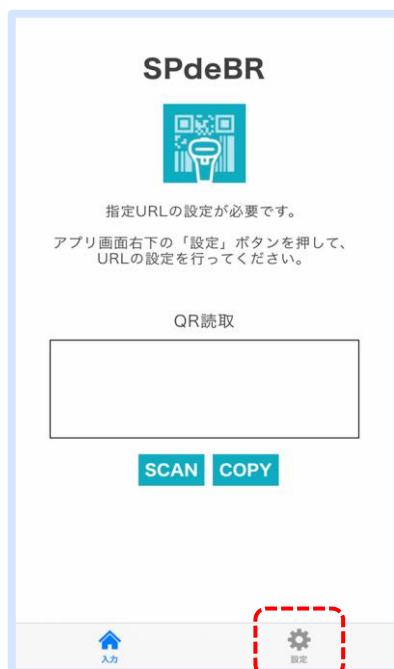 SPdeBR
指定URLの設定が必要です。
アプリ画面右下の「設定」ボタンを押して、
URLの設定を行ってください。
QR読取
SCAN COPY
入力 設定